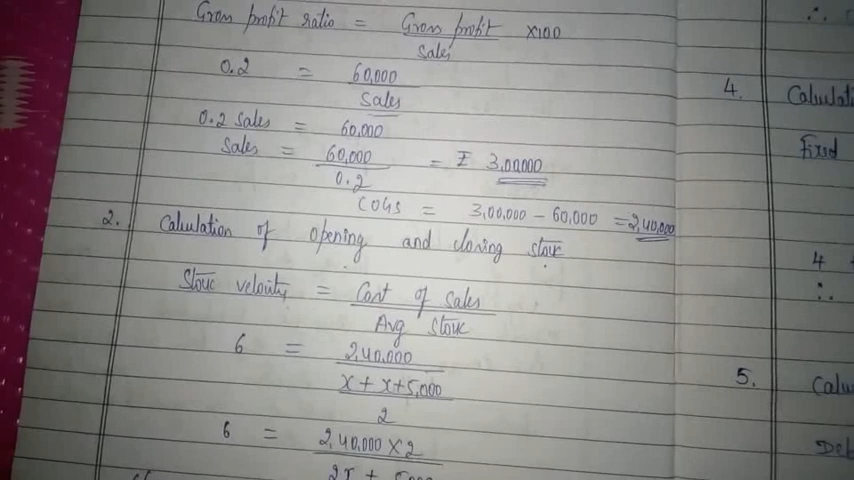 Gross profit ratio = Gross profit / Sales ×100
0.2 = 60,000 / Sales
0.2 Sales = 60,000
Sales = 60,000 / 0.2 = ₹ 3,00,000
COGS = 3,00,000 - 60,000 = 2,40,000
2. Calculation of opening and closing stock
Stock velocity = Cost of sales / Avg stock
6 = 2,40,000 / x + x + 5,000 / 2
6 = 2,40,000 × 2 / 2x +
4.
Fixed
4
∴
5.